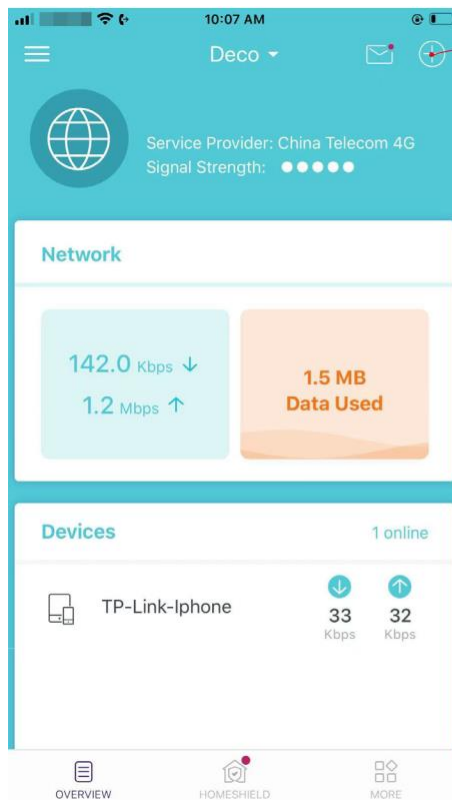 10:07 AM
Deco
Service Provider: China Telecom 4G
Signal Strength:
Network
142.0 Kbps ↓
1.2 Mbps ↑
1.5 MB
Data Used
Devices
1 online
TP-Link-Iphone
33
32
Kbps
Kbps
OVERVIEW
HOMESHIELD
MORE